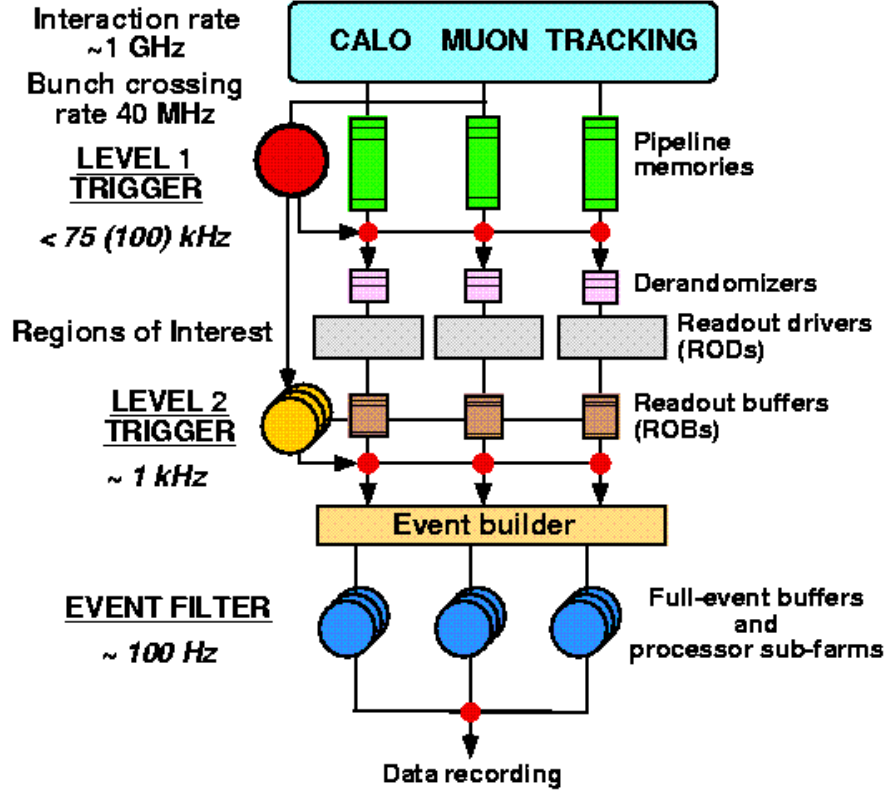 Interaction rate
~1 GHz
CALO MUON TRACKING
Bunch crossing
rate 40 MHz
LEVEL 1
TRIGGER
< 75 (100) kHz
Pipeline
memories
Derandomizers
Regions of Interest
Readout drivers
(RODs)
LEVEL 2
TRIGGER
~ 1 kHz
Readout buffers
(ROBs)
Event builder
EVENT FILTER
~ 100 Hz
Full-event buffers
and
processor sub-farms
Data recording